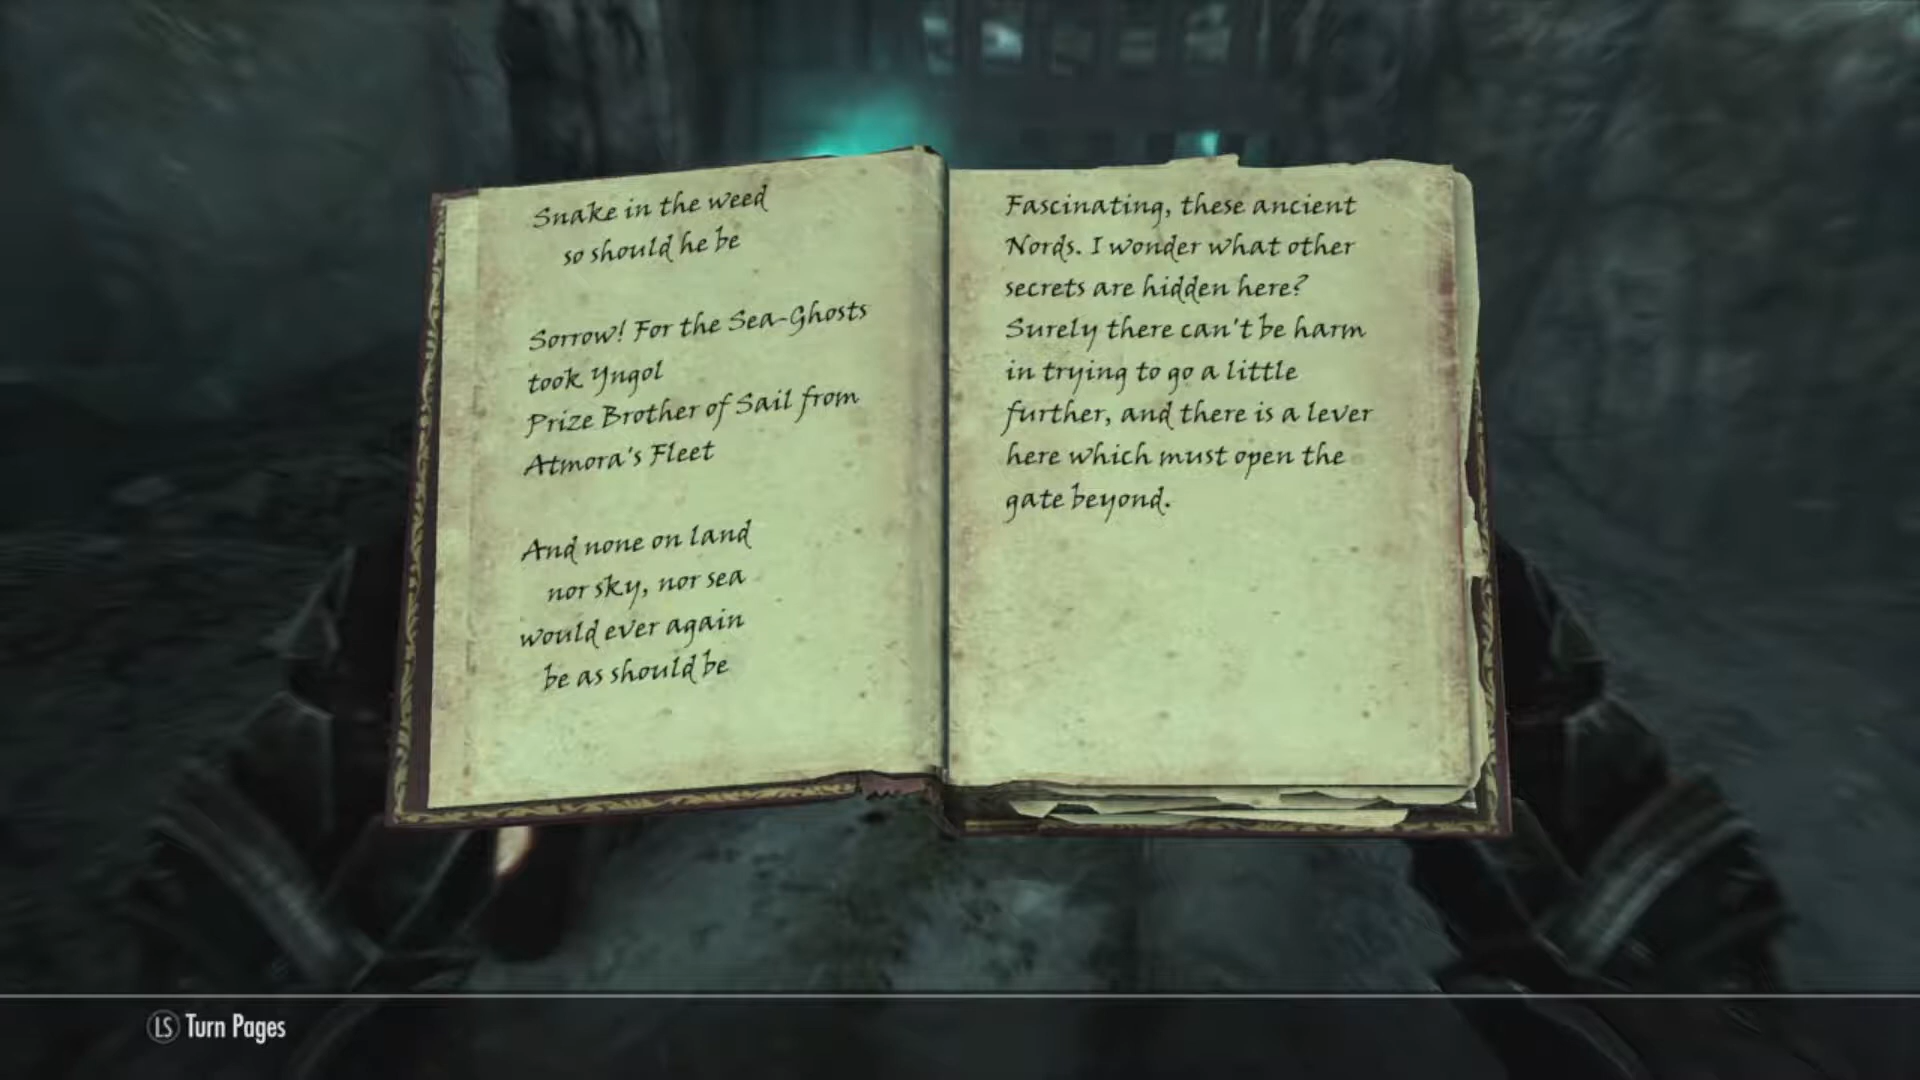 Snake in the weed
so should he be
Sorrow! For the Sea-Ghosts
took Yngol
Prize Brother of Sail from
Atmora's Fleet
And none on land
nor sky, nor sea
would ever again
be as should be
Fascinating, these ancient
Nords. I wonder what other
secrets are hidden here?
Surely there can't be harm
in trying to go a little
further, and there is a lever
here which must open the
gate beyond.
LS Turn Pages